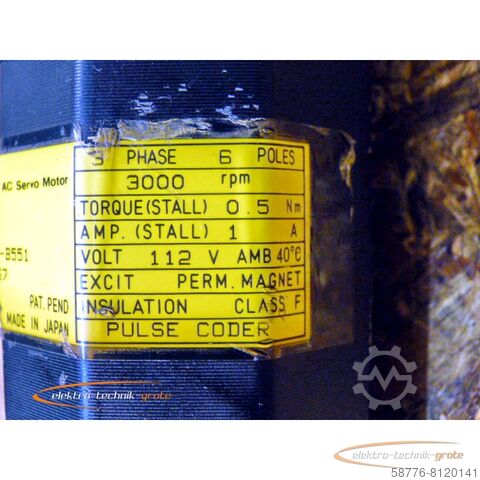 AC Servo Motor
-B551
67
PAT. PEND
MADE IN JAPAN
3 PHASE 6 POLES
3000 rpm
TORQUE(STALL) 0.5 Nm
AMP. (STALL) 1 A
VOLT 112 V AMB 40℃
EXCIT PERM. MAGNET
INSULATION CLASS F
PULSE CODER
elektro-technik-grote
elektro-technik-grote
58776-8120141